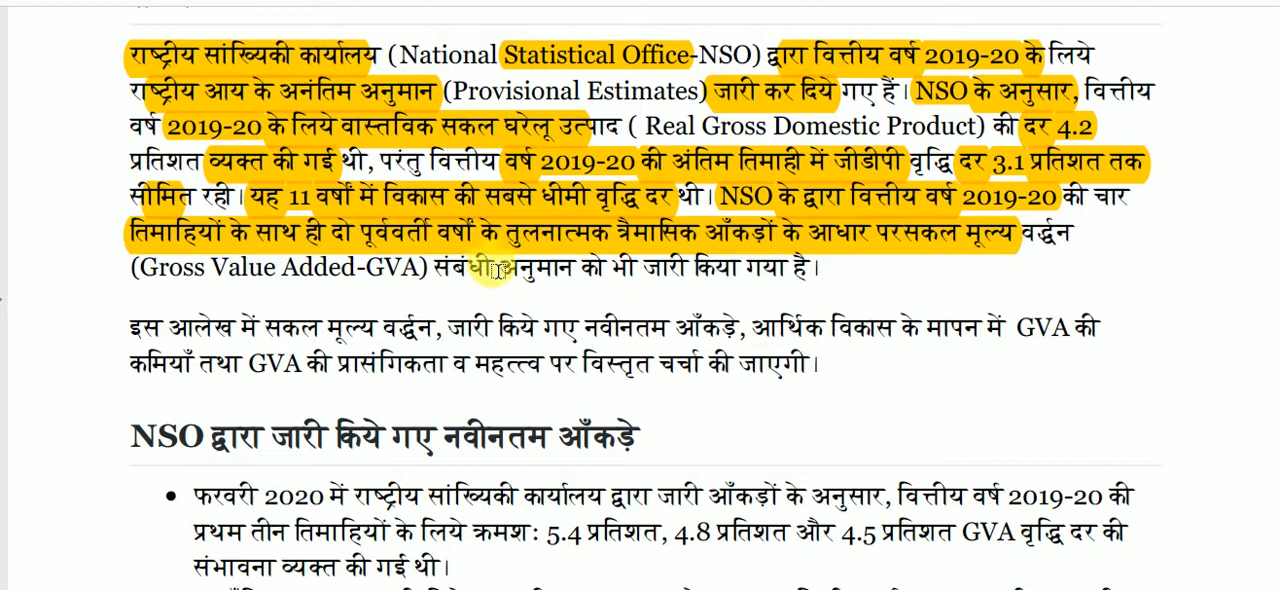 राष्ट्रीय सांख्यिकी कार्यालय (National Statistical Office-NSO) द्वारा वित्तीय वर्ष 2019-20 के लिये
राष्ट्रीय आय के अनंतिम अनुमान (Provisional Estimates) जारी कर दिये गए हैं। NSO के अनुसार, वित्तीय
वर्ष 2019-20 के लिये वास्तविक सकल घरेलू उत्पाद ( Real Gross Domestic Product) की दर 4.2
प्रतिशत व्यक्त की गई थी, परंतु वित्तीय वर्ष 2019-20 की अंतिम तिमाही में जीडीपी वृद्धि दर 3.1 प्रतिशत तक
सीमित रही। यह 11 वर्षों में विकास की सबसे धीमी वृद्धि दर थी। NSO के द्वारा वित्तीय वर्ष 2019-20 की चार
तिमाहियों के साथ ही दो पूर्ववर्ती वर्षों के तुलनात्मक त्रैमासिक आँकड़ों के आधार परसकल मूल्य वर्द्धन
(Gross Value Added-GVA) संबंधी अनुमान को भी जारी किया गया है।
इस आलेख में सकल मूल्य वर्द्धन, जारी किये गए नवीनतम आँकड़े, आर्थिक विकास के मापन में GVA की
कमियाँ तथा GVA की प्रासंगिकता व महत्त्व पर विस्तृत चर्चा की जाएगी।
NSO द्वारा जारी किये गए नवीनतम आँकड़े
• फरवरी 2020 में राष्ट्रीय सांख्यिकी कार्यालय द्वारा जारी आँकड़ों के अनुसार, वित्तीय वर्ष 2019-20 की
प्रथम तीन तिमाहियों के लिये क्रमशः 5.4 प्रतिशत, 4.8 प्रतिशत और 4.5 प्रतिशत GVA वृद्धि दर की
संभावना व्यक्त की गई थी।